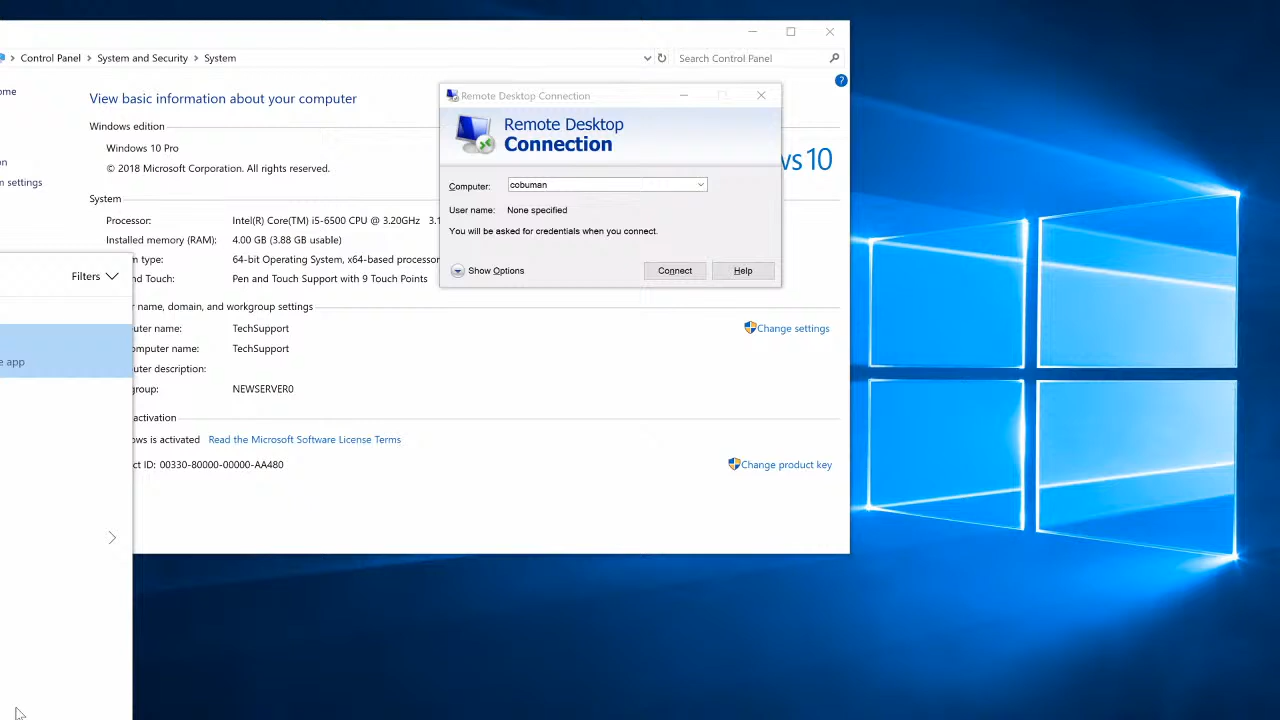 Control Panel > System and Security > System
Search Control Panel
?
ome
View basic information about your computer
Windows edition
Windows 10 Pro
© 2018 Microsoft Corporation. All rights reserved.
vs 10
n
m settings
System
Processor: Intel(R) Core(TM) i5-6500 CPU @ 3.20GHz 3.1
Installed memory (RAM): 4.00 GB (3.88 GB usable)
m type: 64-bit Operating System, x64-based processor
nd Touch: Pen and Touch Support with 9 Touch Points
r name, domain, and workgroup settings
uter name: TechSupport
Change settings
omputer name: TechSupport
uter description:
group: NEWSERVER0
activation
ows is activated Read the Microsoft Software License Terms
ct ID: 00330-80000-00000-AA480
Change product key
Remote Desktop Connection
Remote Desktop
Connection
Computer: cobuman
User name: None specified
You will be asked for credentials when you connect.
Show Options
Connect
Help
Filters
e app